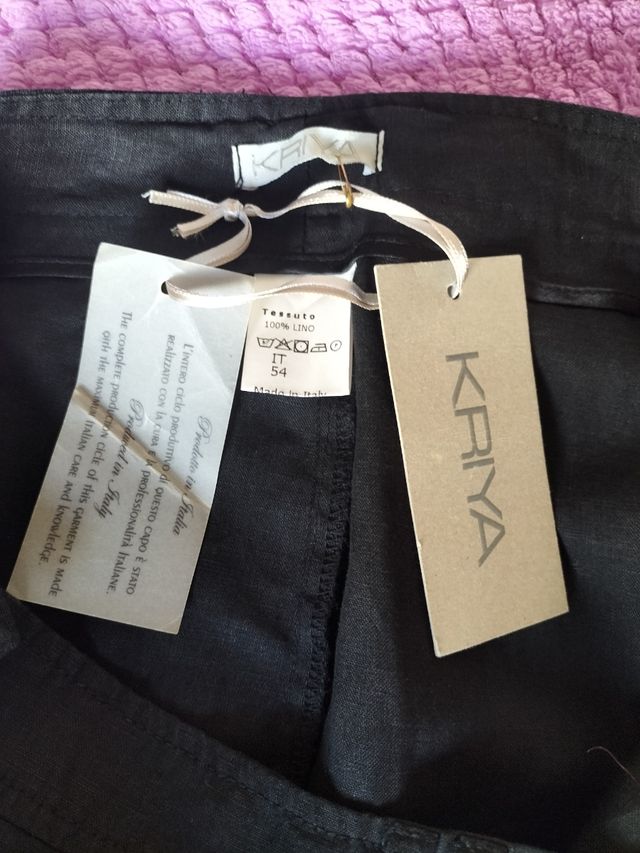 KRIYA
Tessuto
100% LINO
IT
54
Made in Italy
Prodotto in Italia
L'INTERO CICLO PRODUTTIVO DI QUESTO CAPO È STATO
REALIZZATO CON LA CURA E LA PROFESSIONALITÀ ITALIANE.
Produced in Italy
THE COMPLETE PRODUCTION CICLE OF THIS GARMENT IS MADE
WITH THE MAXIMUM ITALIAN CARE AND KNOWLEDGE.
KRIYA